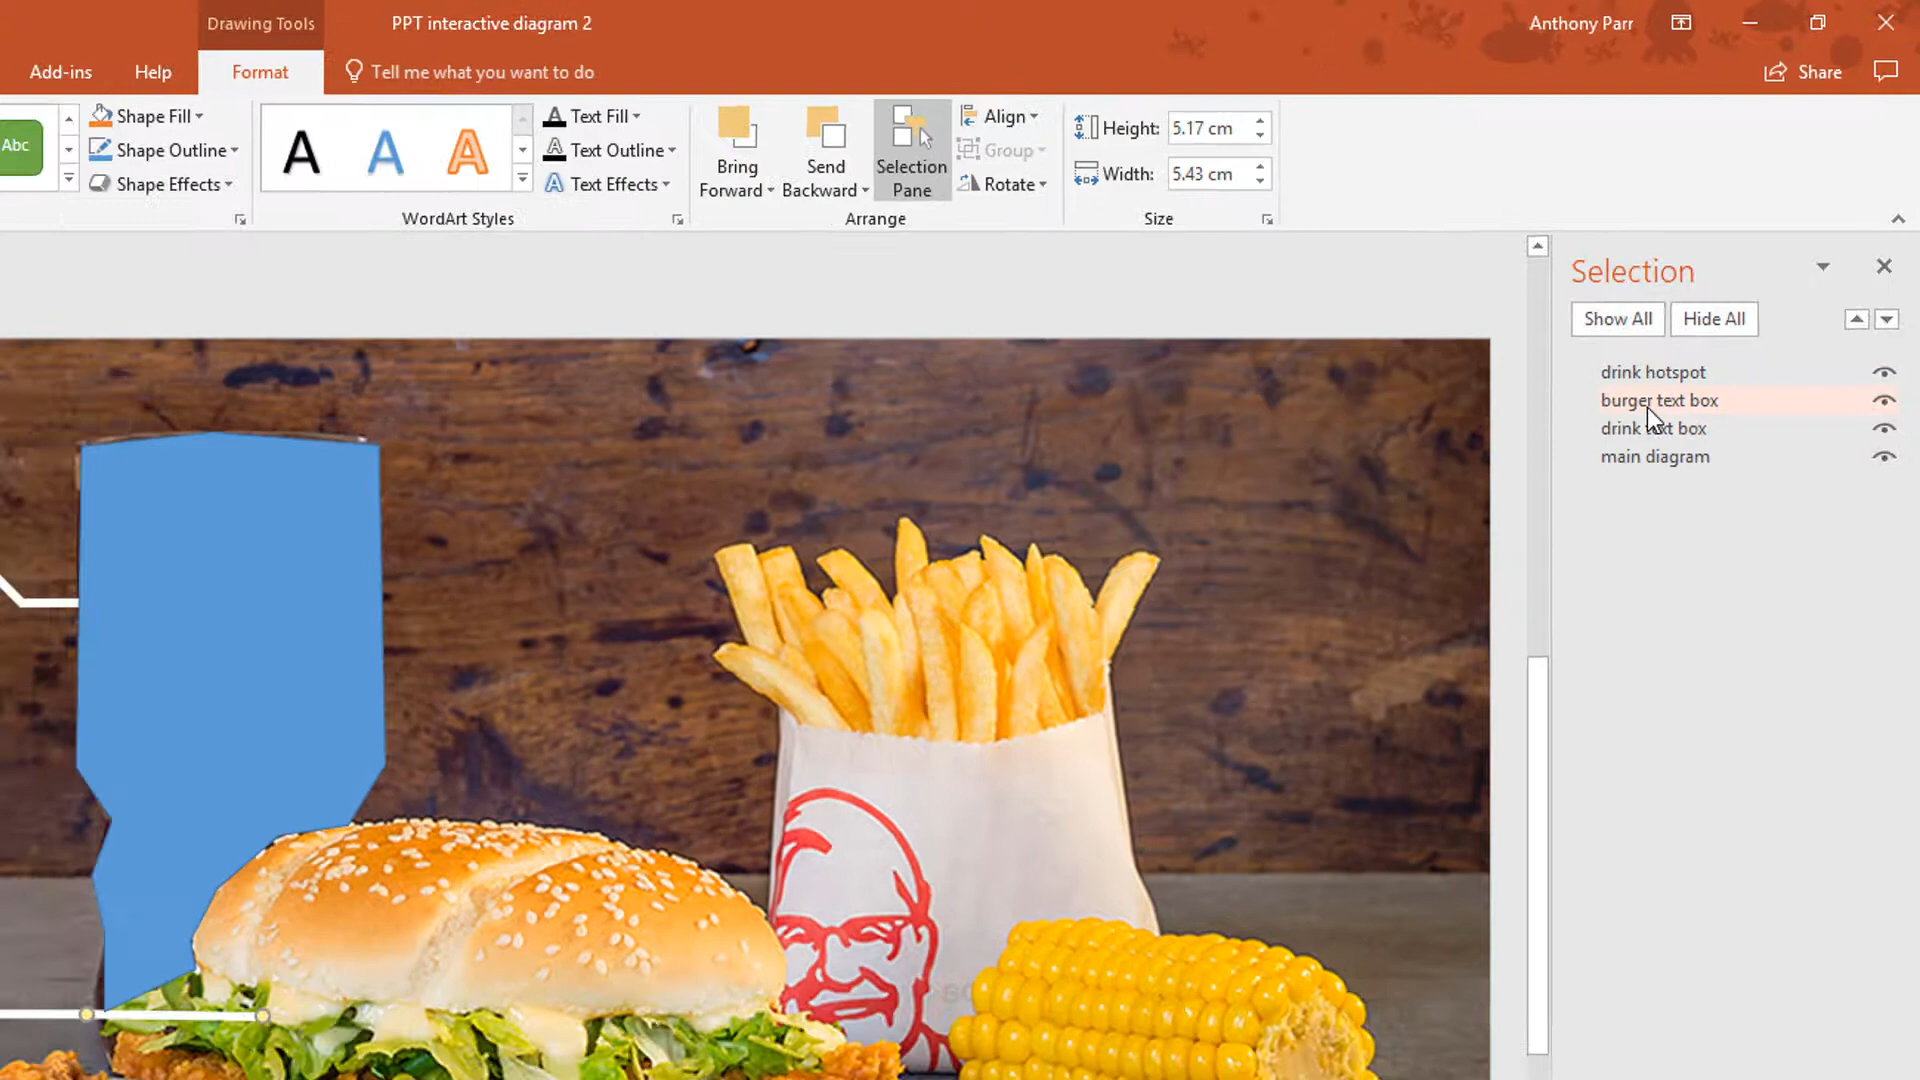 Drawing Tools
PPT interactive diagram 2
Anthony Parr
Add-ins
Help
Format
Tell me what you want to do
Share
Abc
Shape Fill
Shape Outline
Shape Effects
A A A
Text Fill
Text Outline
Text Effects
WordArt Styles
Bring Forward
Send Backward
Selection Pane
Align
Group
Rotate
Arrange
Height: 5.17 cm
Width: 5.43 cm
Size
Selection
Show All
Hide All
drink hotspot
burger text box
drink text box
main diagram